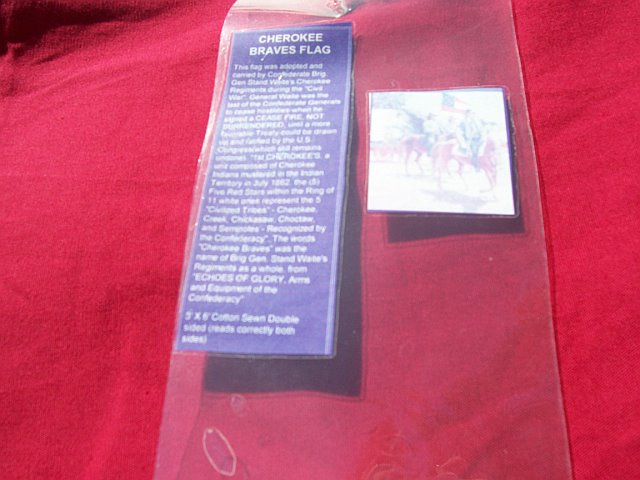 CHEROKEE
BRAVES FLAG
This flag was adopted and
carried by Confederate Brig.
Gen Stand Waite's Cherokee
Regiments during the "Civil
War". General Waite was the
last of the Confederate Generals
to cease hostilities when he
signed a CEASE FIRE, NOT
SURRENDERED, until a more
favorable Treaty could be drawn
up and ratified by the U.S.
Congress(which still remains
undone). "1st CHEROKEE'S, a
unit composed of Cherokee
Indians mustered in the Indian
Territory in July 1862. the (5)
Five Red Stars within the Ring of
11 white ones represent the 5
"Civilized Tribes" - Cherokee,
Creek, Chickasaw, Choctaw,
and Seminoles - Recognized by
the Confederacy". The words
"Cherokee Braves" was the
name of Brig Gen. Stand Waite's
Regiments as a whole. from
"ECHOES OF GLORY, Arms
and Equipment of the
Confederacy"
3' X 6' Cotton Sewn Double
sided (reads correctly both
sides)